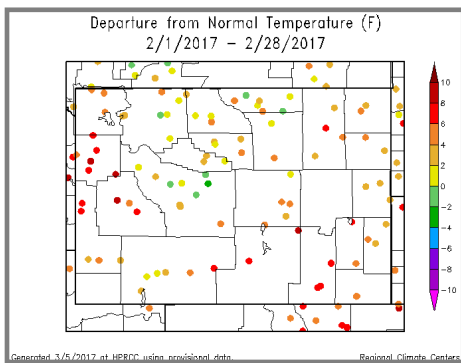 Departure from Normal Temperature (F)
2/1/2017 – 2/28/2017
10
8
6
4
2
0
-2
-4
-6
-8
-10
Generated 3/5/2017 at HPRCC using provisional data.
Regional Climate Centers